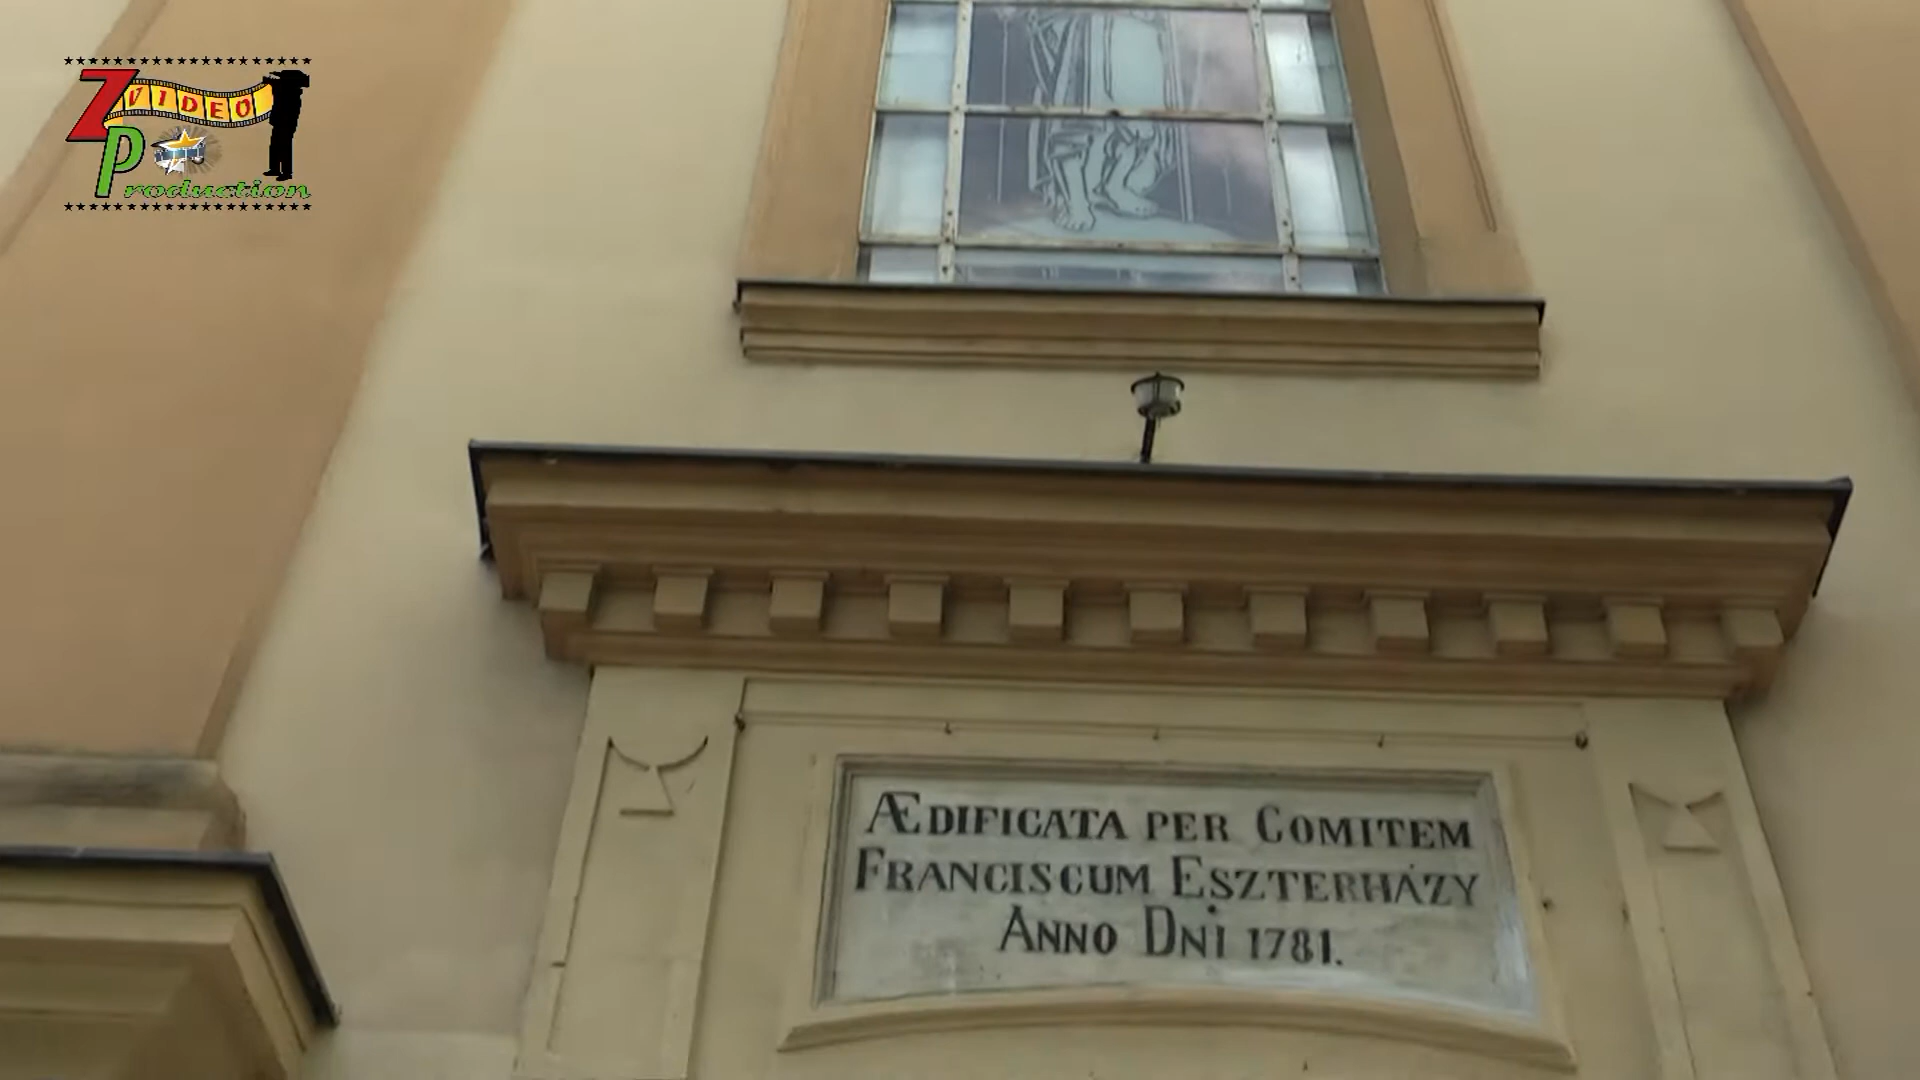 Z VIDEO
Production
ÆDIFICATA PER COMITEM
FRANCISCUM ESZTERHÁZY
ANNO DNI 1781.